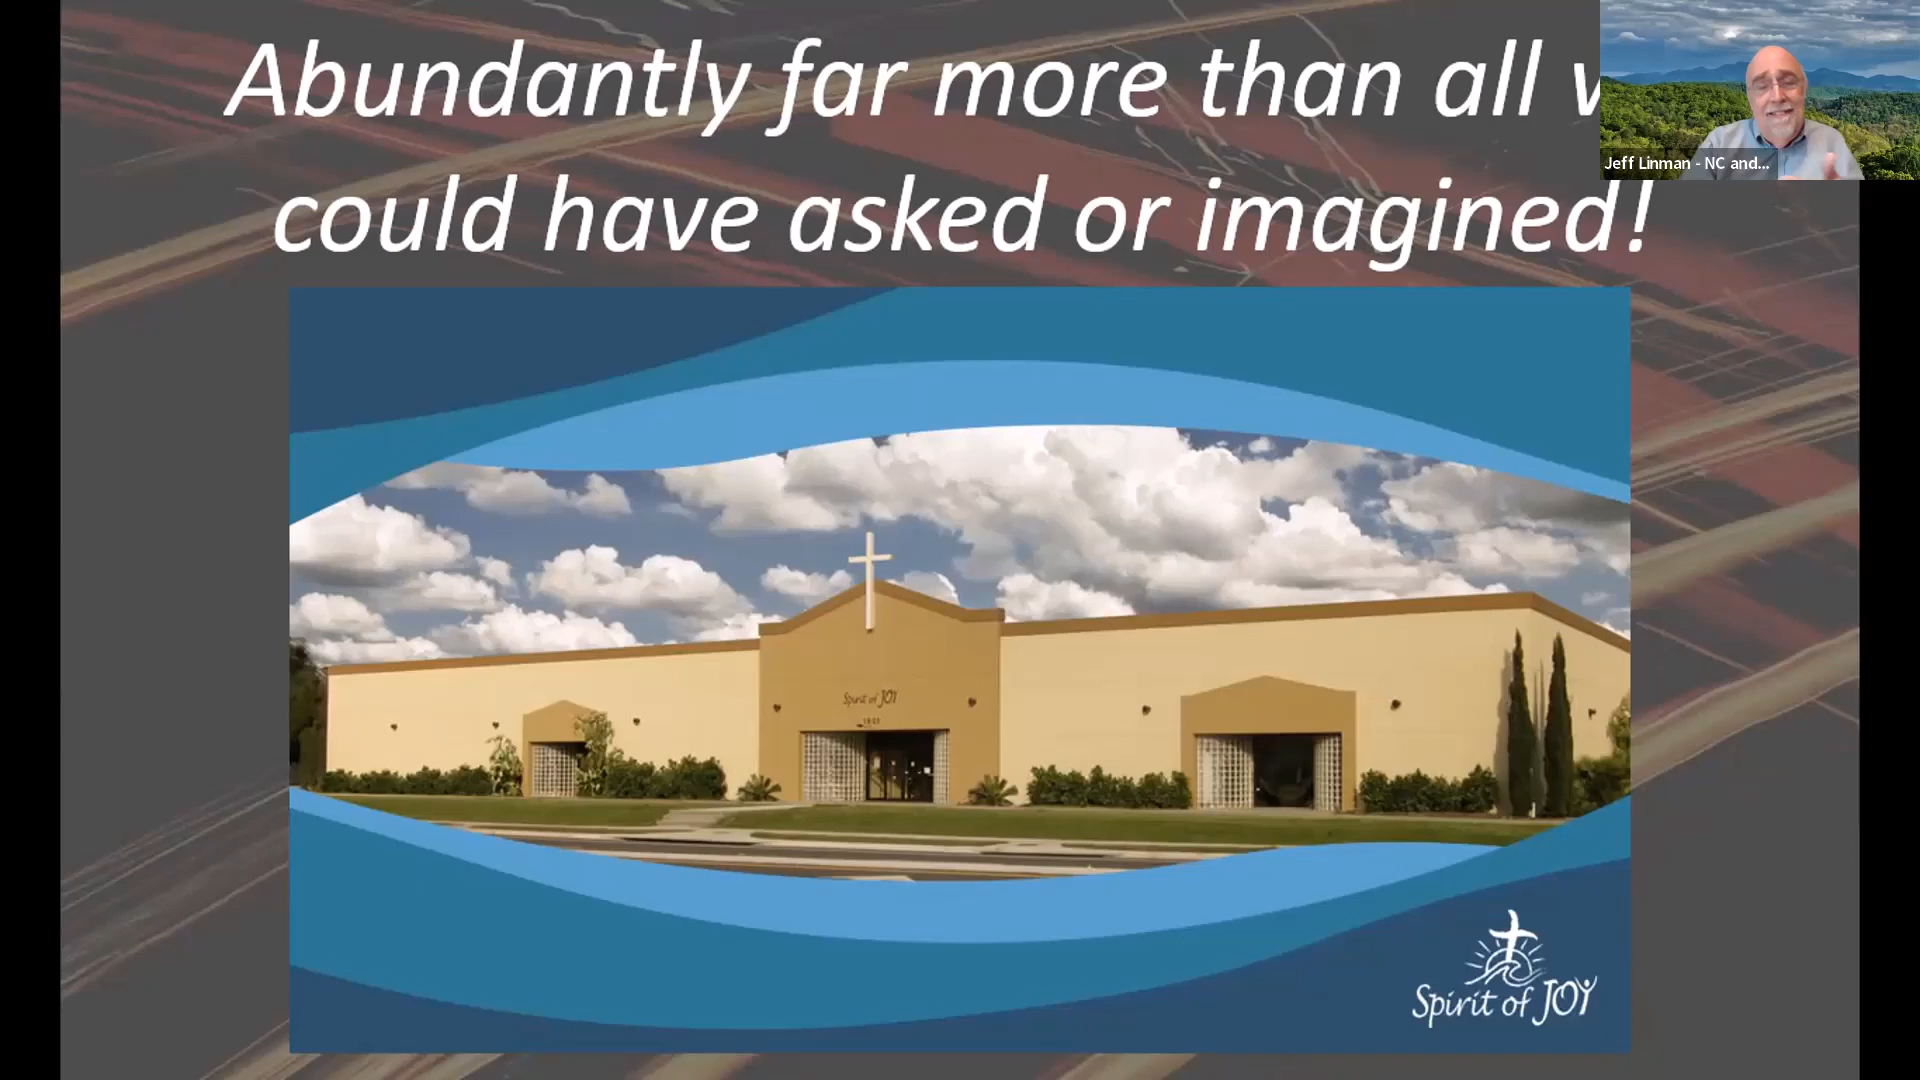 Abundantly far more than all
Jeff Linman - NC and...
could have asked or imagined!
Spirit of JOY
Spirit of JOY